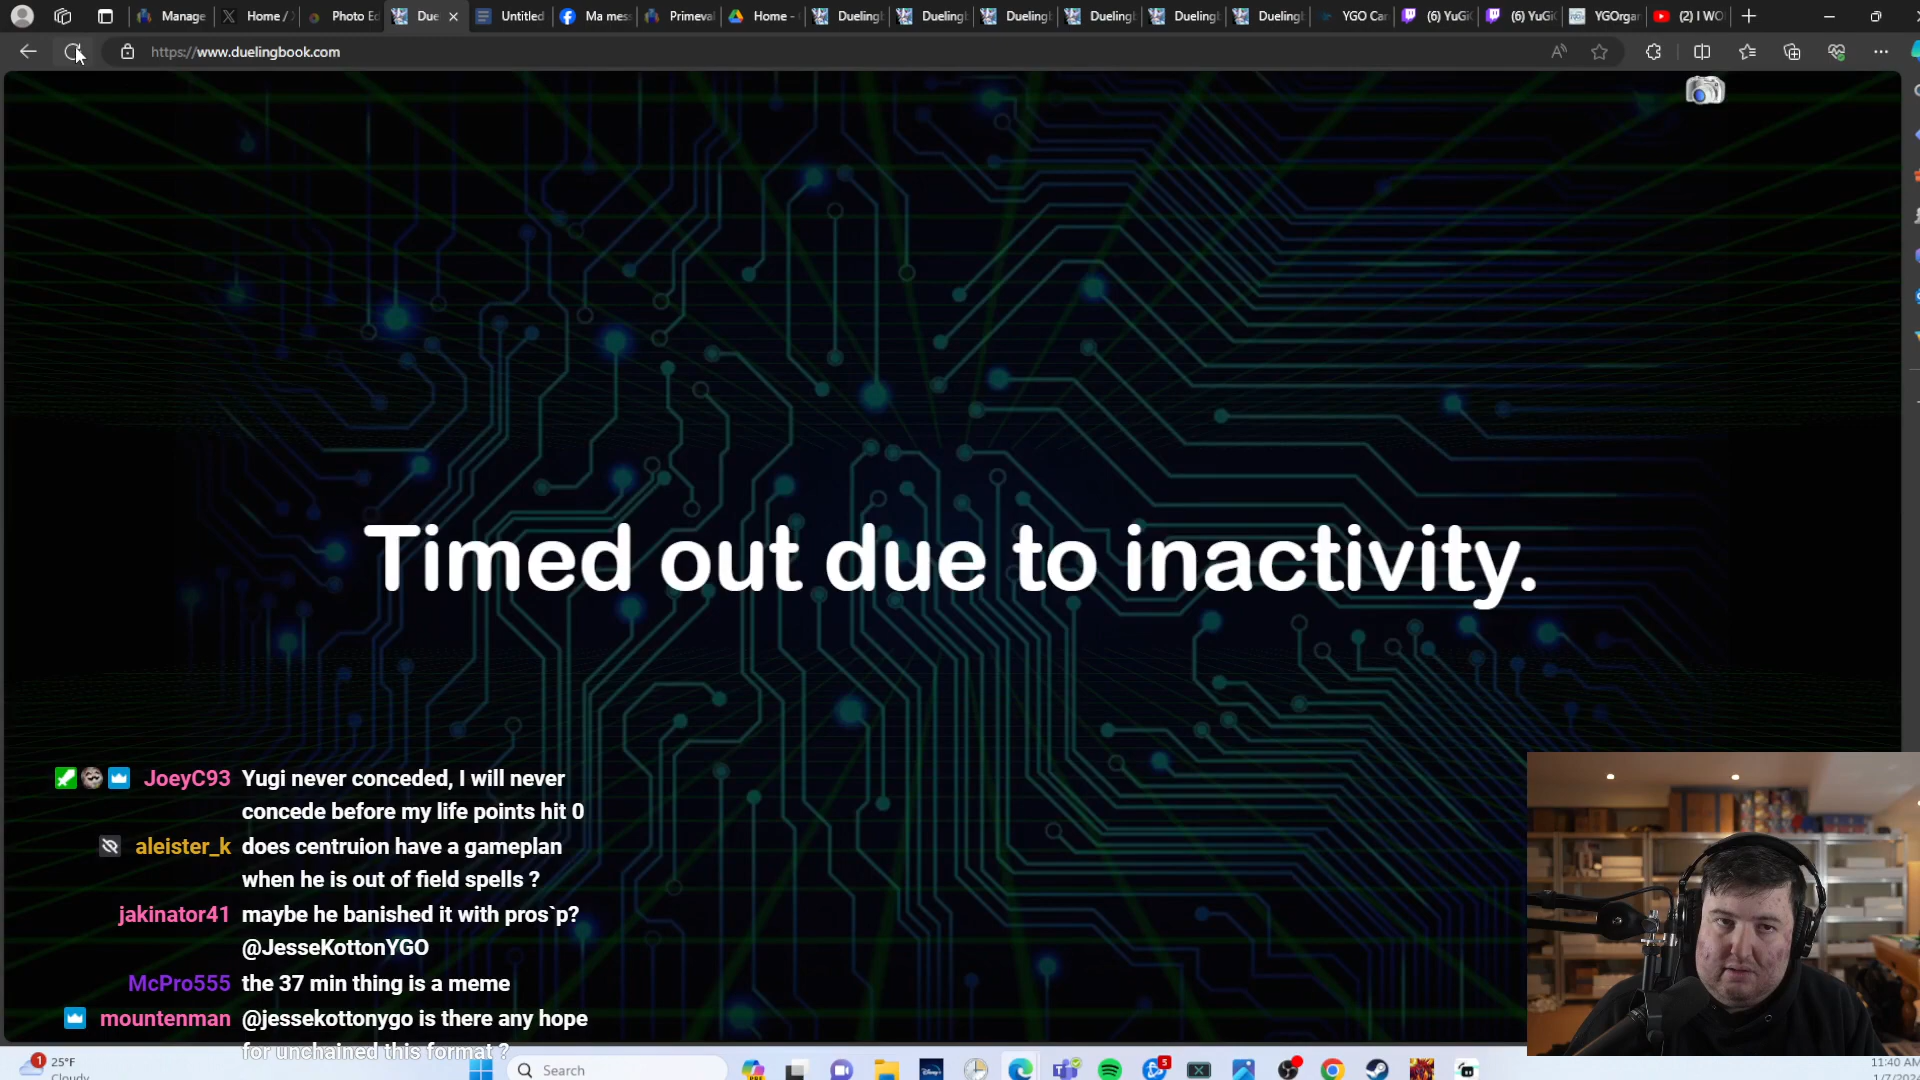 Manage
Home /
Photo Ed
Due
Untitled
Ma mes
Primeval
Home -
Dueling
Dueling
Dueling
Dueling
Dueling
Dueling
YGO Car
(6) YuGi
(6) YuGi
YGOrgan
(2) I WO
https://www.duelingbook.com
Timed out due to inactivity.
JoeyC93 Yugi never conceded, I will never
concede before my life points hit 0
aleister_k does centruion have a gameplan
when he is out of field spells ?
jakinator41 maybe he banished it with pros`p?
@JesseKottonYGO
McPro555 the 37 min thing is a meme
mountenman @jessekottonygo is there any hope
for unchained this format ?
1
25°F
Cloudy
Search
5
11:40 AM